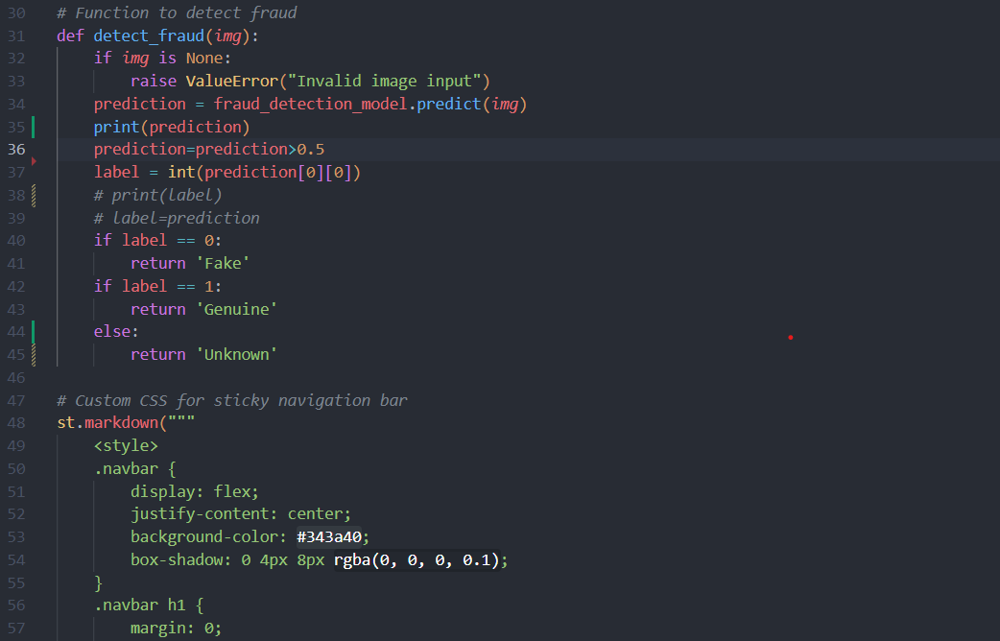 30 # Function to detect fraud
31 def detect_fraud(img):
32     if img is None:
33         raise ValueError("Invalid image input")
34     prediction = fraud_detection_model.predict(img)
35     print(prediction)
36     prediction=prediction>0.5
37     label = int(prediction[0][0])
38     # print(label)
39     # label=prediction
40     if label == 0:
41         return 'Fake'
42     if label == 1:
43         return 'Genuine'
44     else:
45         return 'Unknown'
46
47 # Custom CSS for sticky navigation bar
48 st.markdown("""
49     <style>
50     .navbar {
51         display: flex;
52         justify-content: center;
53         background-color: #343a40;
54         box-shadow: 0 4px 8px rgba(0, 0, 0, 0.1);
55     }
56     .navbar h1 {
57         margin: 0;